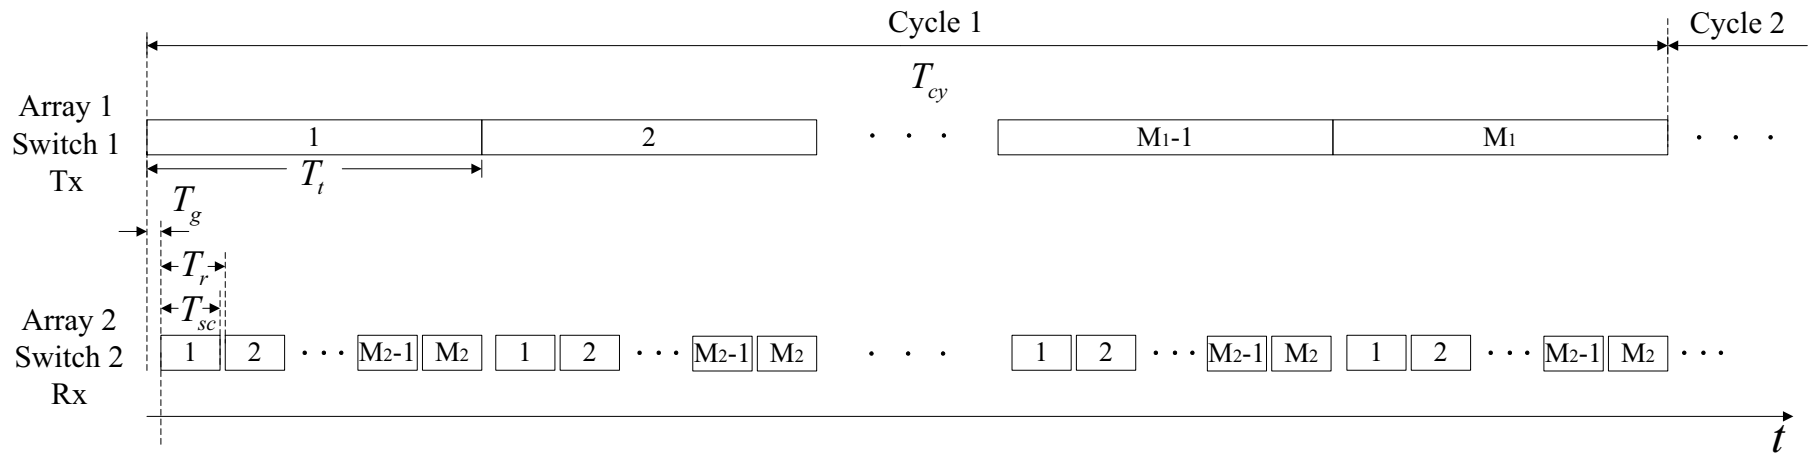 Cycle 1
Cycle 2
T_cy
Array 1
Switch 1
Tx
1
2
· · ·
M1-1
M1
· · ·
T_t
T_g
T_r
T_sc
Array 2
Switch 2
Rx
1 2 ··· M2-1 M2 1 2 ··· M2-1 M2 · · · 1 2 ··· M2-1 M2 1 2 ··· M2-1 M2 ···
t